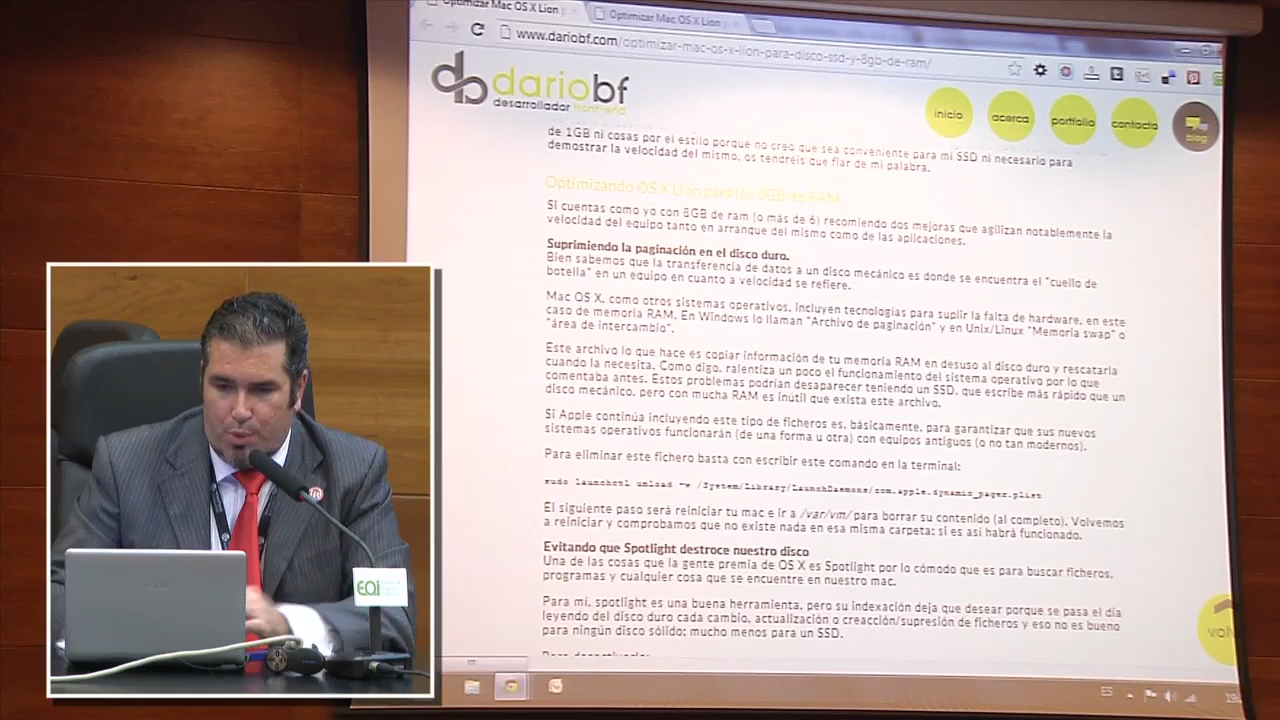 Optimizar Mac OS X Lion
Optimizar Mac OS X Lion
www.dariobf.com/optimizar-mac-os-x-lion-para-disco-ssd-y-8gb-de-ram/
db dariobf
desarrollador front-end
inicio
acerca
portfolio
contacto
blog
de 1GB ni cosas por el estilo porque no creo que sea conveniente para mi SSD ni necesario para
demostrar la velocidad del mismo, os tendréis que fiar de mi palabra.
Optimizando OS X Lion para los 8GB de RAM
Si cuentas como yo con 8GB de ram (o más de 6) recomiendo dos mejoras que agilizan notablemente la
velocidad del equipo tanto en arranque del mismo como de las aplicaciones.
Suprimiendo la paginación en el disco duro.
Bien sabemos que la transferencia de datos a un disco mecánico es donde se encuentra el "cuello de
botella" en un equipo en cuanto a velocidad se refiere.
Mac OS X, como otros sistemas operativos, incluyen tecnologías para suplir la falta de hardware, en este
caso de memoria RAM. En Windows lo llaman "Archivo de paginación" y en Unix/Linux "Memoria swap" o
"área de intercambio".
Este archivo lo que hace es copiar información de tu memoria RAM en desuso al disco duro y rescatarla
cuando la necesita. Como digo, ralentiza un poco el funcionamiento del sistema operativo por lo que
comentaba antes. Estos problemas podrían desaparecer teniendo un SSD, que escribe más rápido que un
disco mecánico, pero con mucha RAM es inútil que exista este archivo.
Si Apple continúa incluyendo este tipo de ficheros es, básicamente, para garantizar que sus nuevos
sistemas operativos funcionarán (de una forma u otra) con equipos antiguos (o no tan modernos).
Para eliminar este fichero basta con escribir este comando en la terminal:
sudo launchctl unload -w /System/Library/LaunchDaemons/com.apple.dynamic_pager.plist
El siguiente paso será reiniciar tu mac e ir a /var/vm/ para borrar su contenido (al completo). Volvemos
a reiniciar y comprobamos que no existe nada en esa misma carpeta; si es así habrá funcionado.
Evitando que Spotlight destroce nuestro disco
Una de las cosas que la gente premia de OS X es Spotlight por lo cómodo que es para buscar ficheros,
programas y cualquier cosa que se encuentre en nuestro mac.
Para mí, spotlight es una buena herramienta, pero su indexación deja que desear porque se pasa el día
leyendo del disco duro cada cambio, actualización o creacción/supresión de ficheros y eso no es bueno
para ningún disco sólido; mucho menos para un SSD.
Para desactivarlo:
ES
EOI